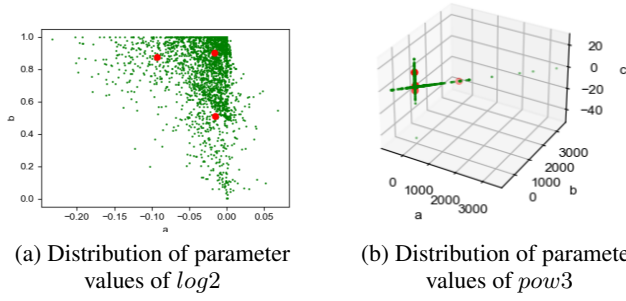 1.0
0.8
0.6
0.4
0.2
0.0
b
−0.20
−0.15
−0.10
−0.05
0.00
0.05
a
20
0
−20
−40
c
0
1000
2000
3000
a
0
1000
2000
3000
b
(a) Distribution of parameter
values of log2
(b) Distribution of paramete
values of pow3